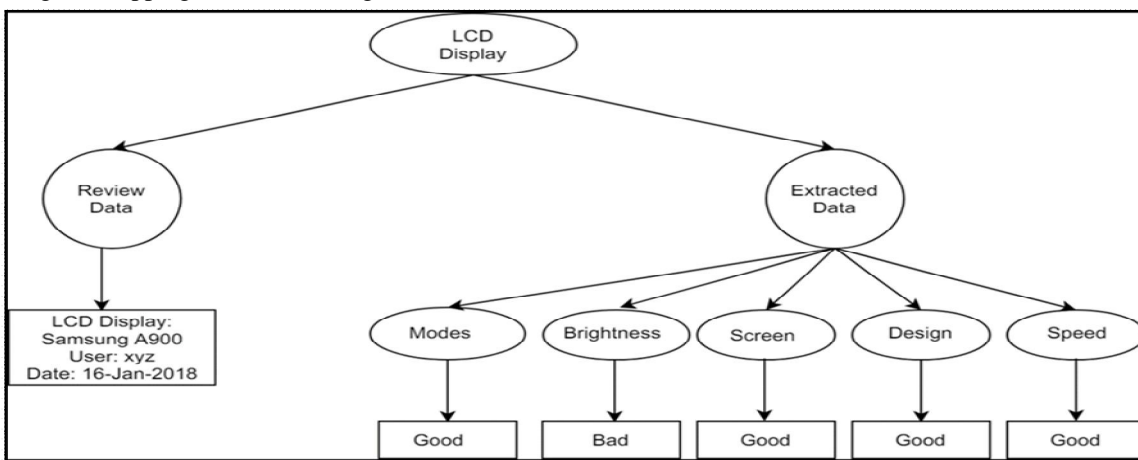 LCD
Display
Review
Data
Extracted
Data
LCD Display:
Samsung A900
User: xyz
Date: 16-Jan-2018
Modes
Brightness
Screen
Design
Speed
Good
Bad
Good
Good
Good